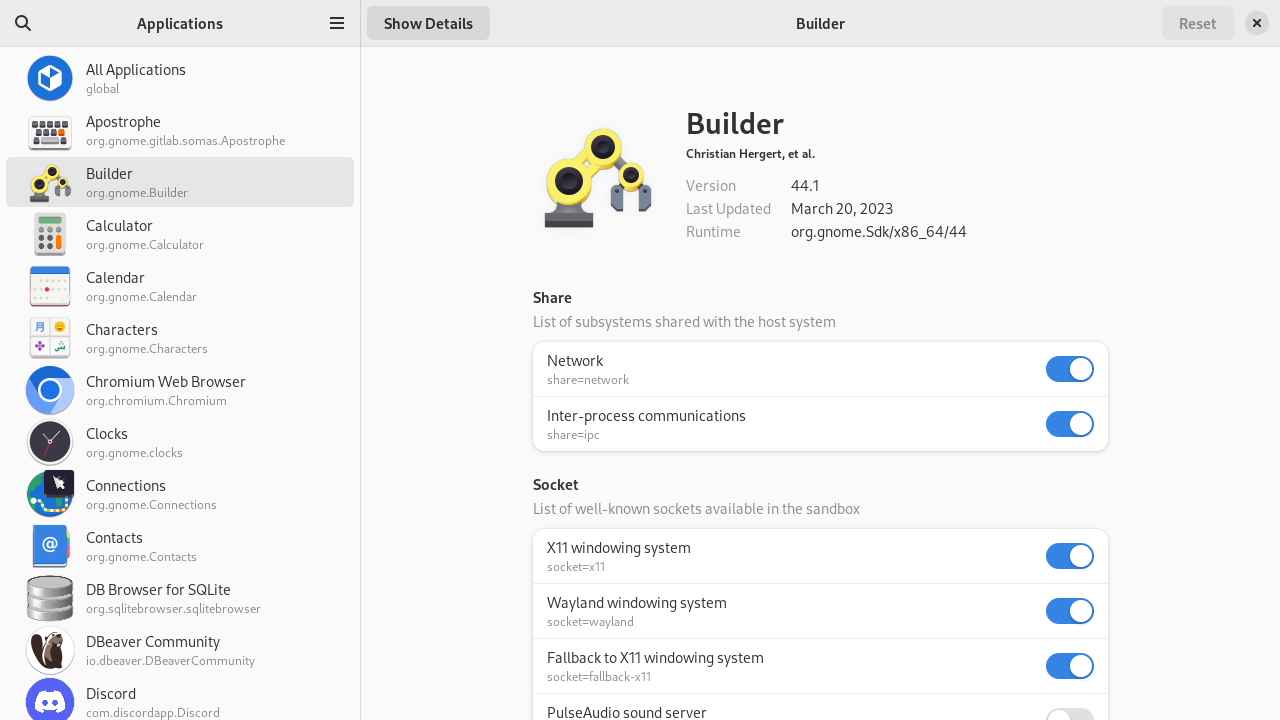 Applications
Show Details
Builder
Reset
All Applications
global
Apostrophe
org.gnome.gitlab.somas.Apostrophe
Builder
org.gnome.Builder
Calculator
org.gnome.Calculator
Calendar
org.gnome.Calendar
Characters
org.gnome.Characters
Chromium Web Browser
org.chromium.Chromium
Clocks
org.gnome.clocks
Connections
org.gnome.Connections
Contacts
org.gnome.Contacts
DB Browser for SQLite
org.sqlitebrowser.sqlitebrowser
DBeaver Community
io.dbeaver.DBeaverCommunity
Discord
com.discordapp.Discord
Builder
Christian Hergert, et al.
Version 44.1
Last Updated March 20, 2023
Runtime org.gnome.Sdk/x86_64/44
Share
List of subsystems shared with the host system
Network
share=network
Inter-process communications
share=ipc
Socket
List of well-known sockets available in the sandbox
X11 windowing system
socket=x11
Wayland windowing system
socket=wayland
Fallback to X11 windowing system
socket=fallback-x11
PulseAudio sound server